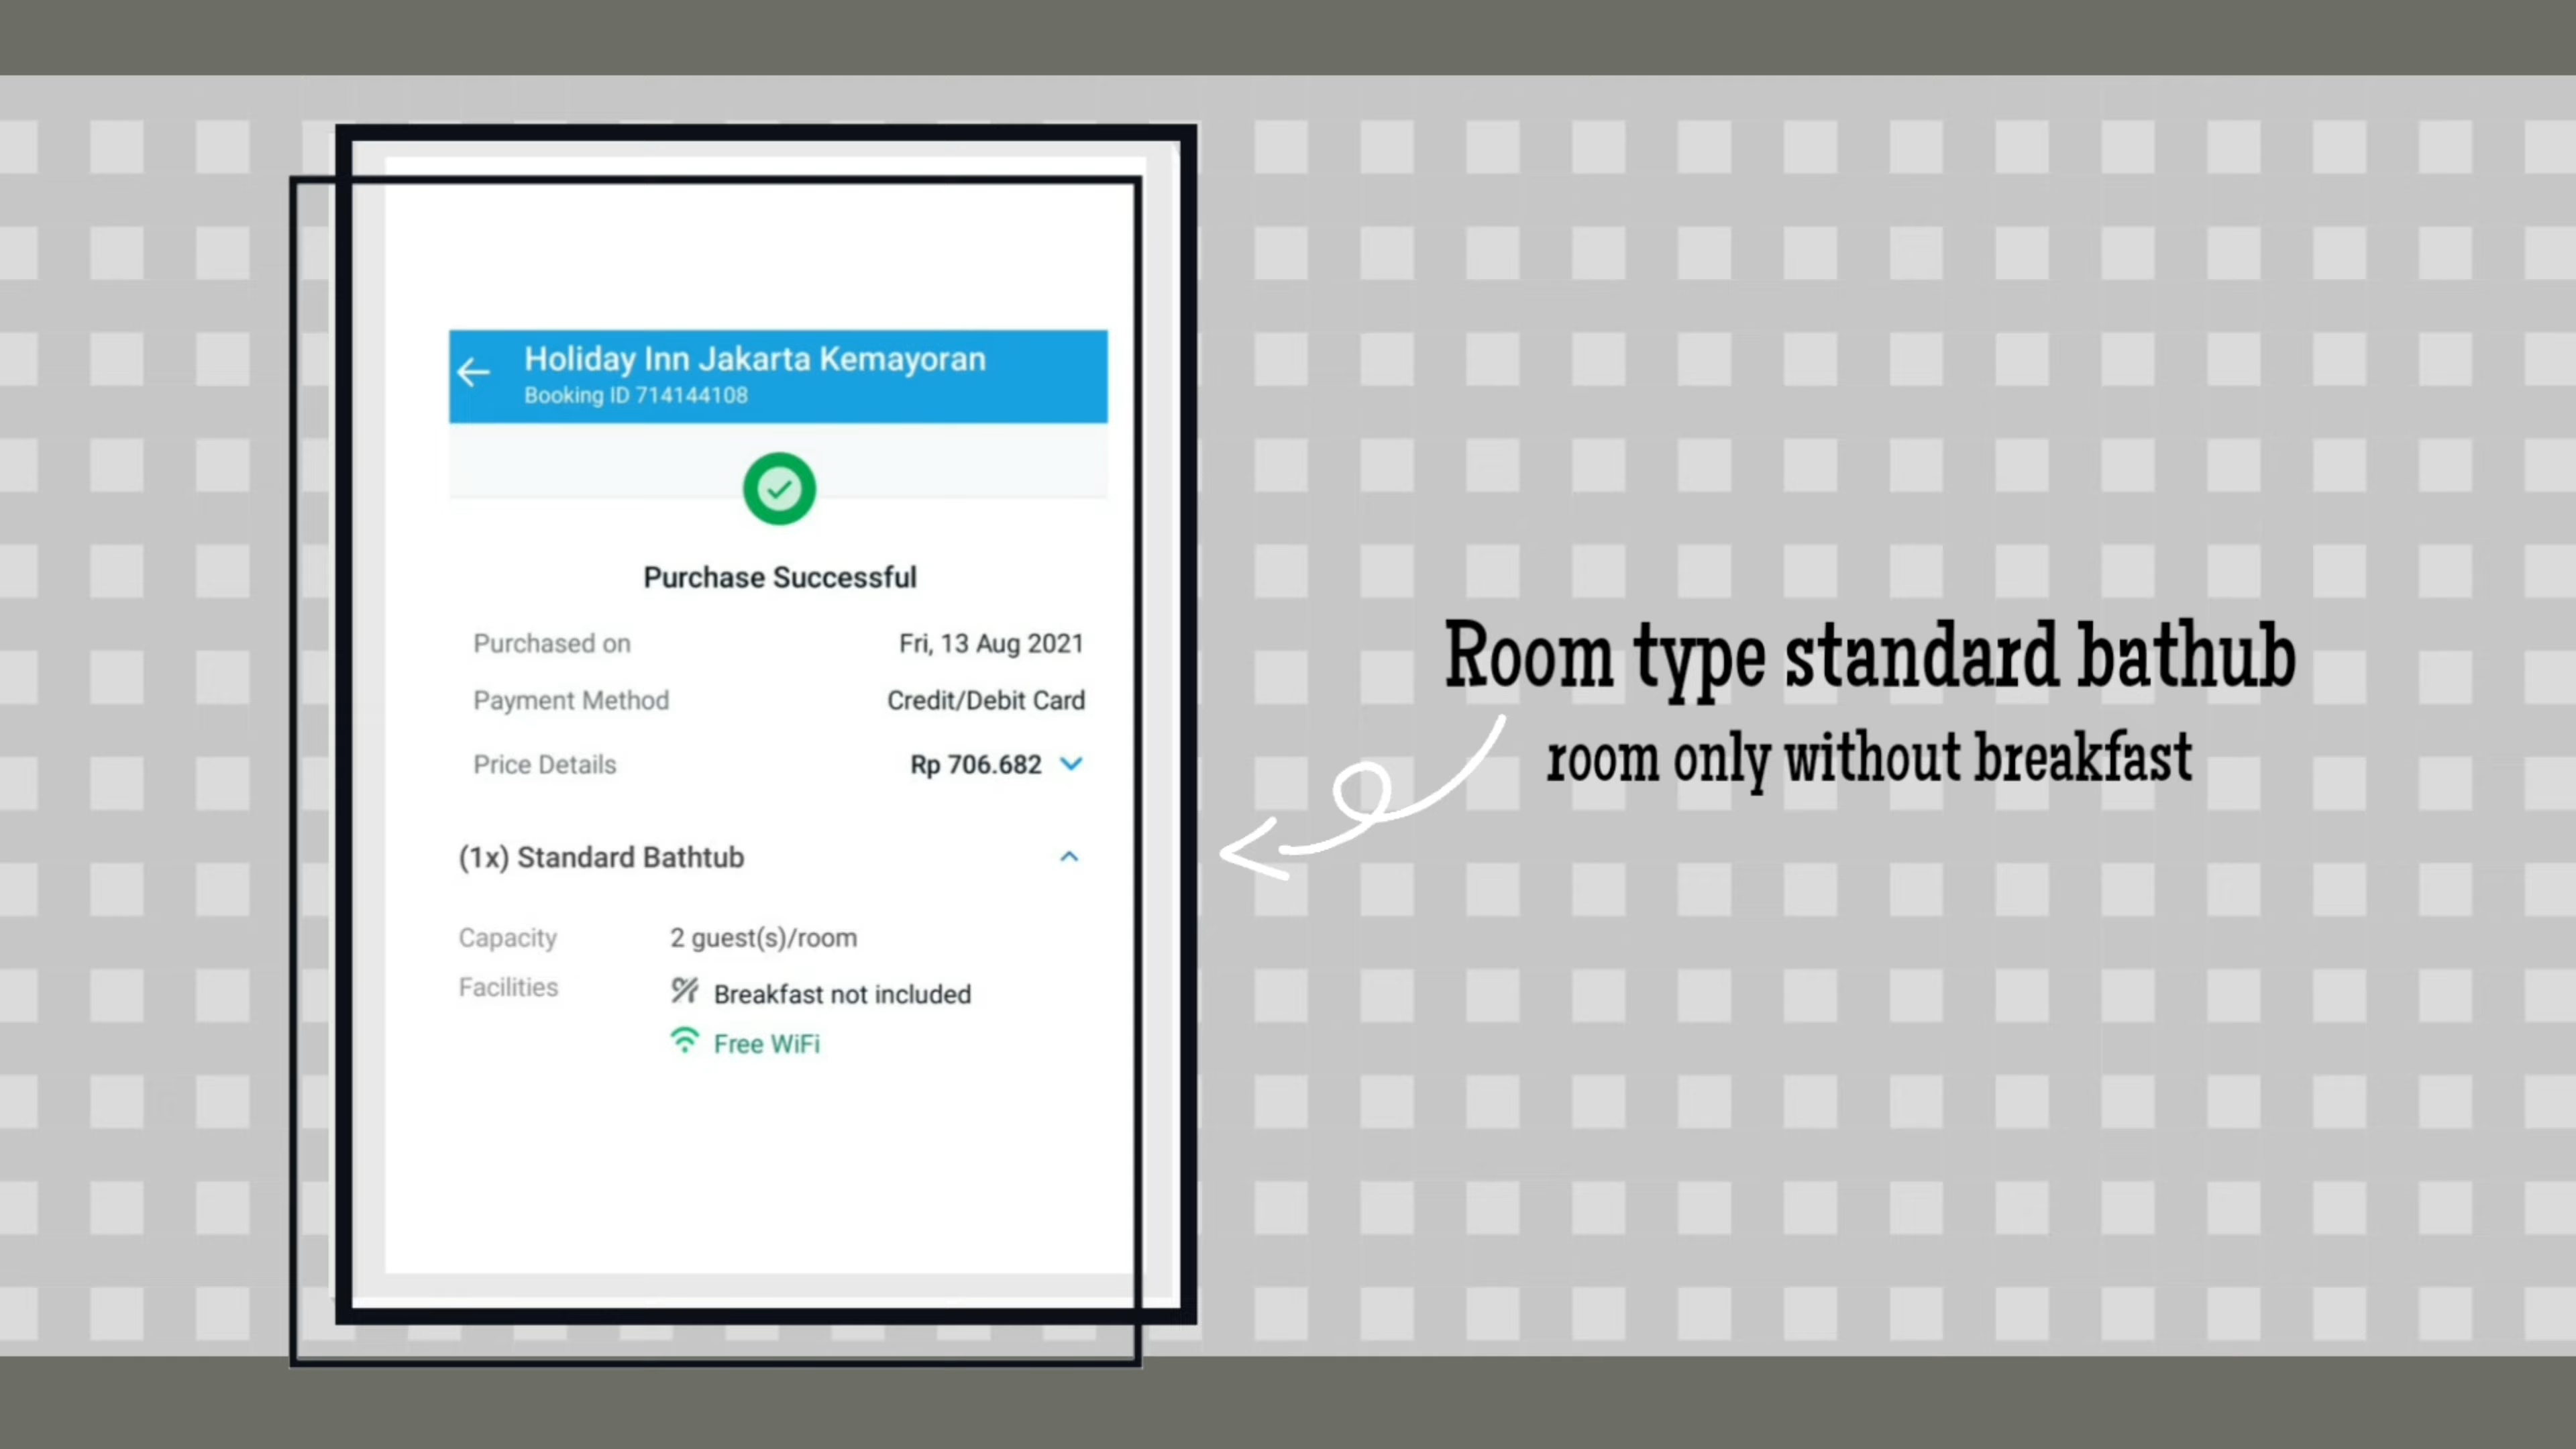 Holiday Inn Jakarta Kemayoran
Booking ID 714144108
Purchase Successful
Purchased on Fri, 13 Aug 2021
Payment Method Credit/Debit Card
Price Details Rp 706.682
(1x) Standard Bathtub
Capacity 2 guest(s)/room
Facilities Breakfast not included
Free WiFi
Room type standard bathub
room only without breakfast